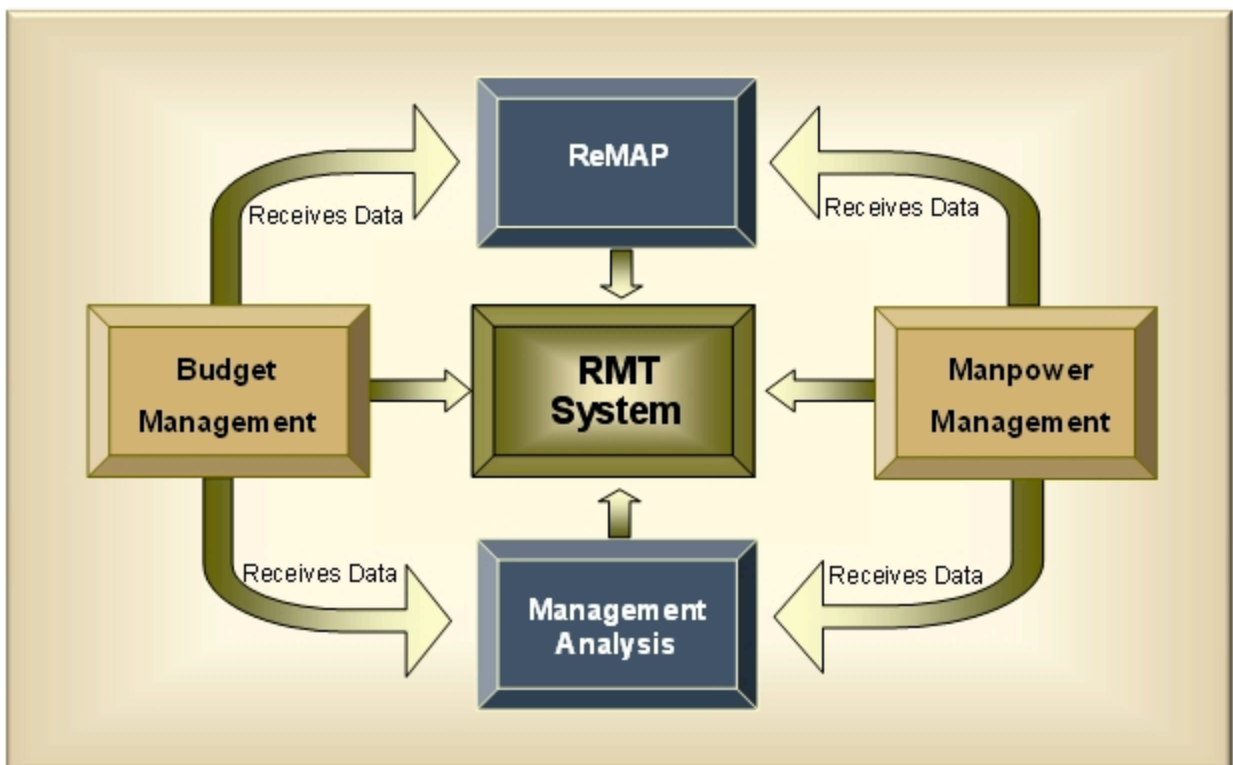 ReMAP
Receives Data
Receives Data
Budget
Management
RMT
System
Manpower
Management
Receives Data
Receives Data
Management
Analysis